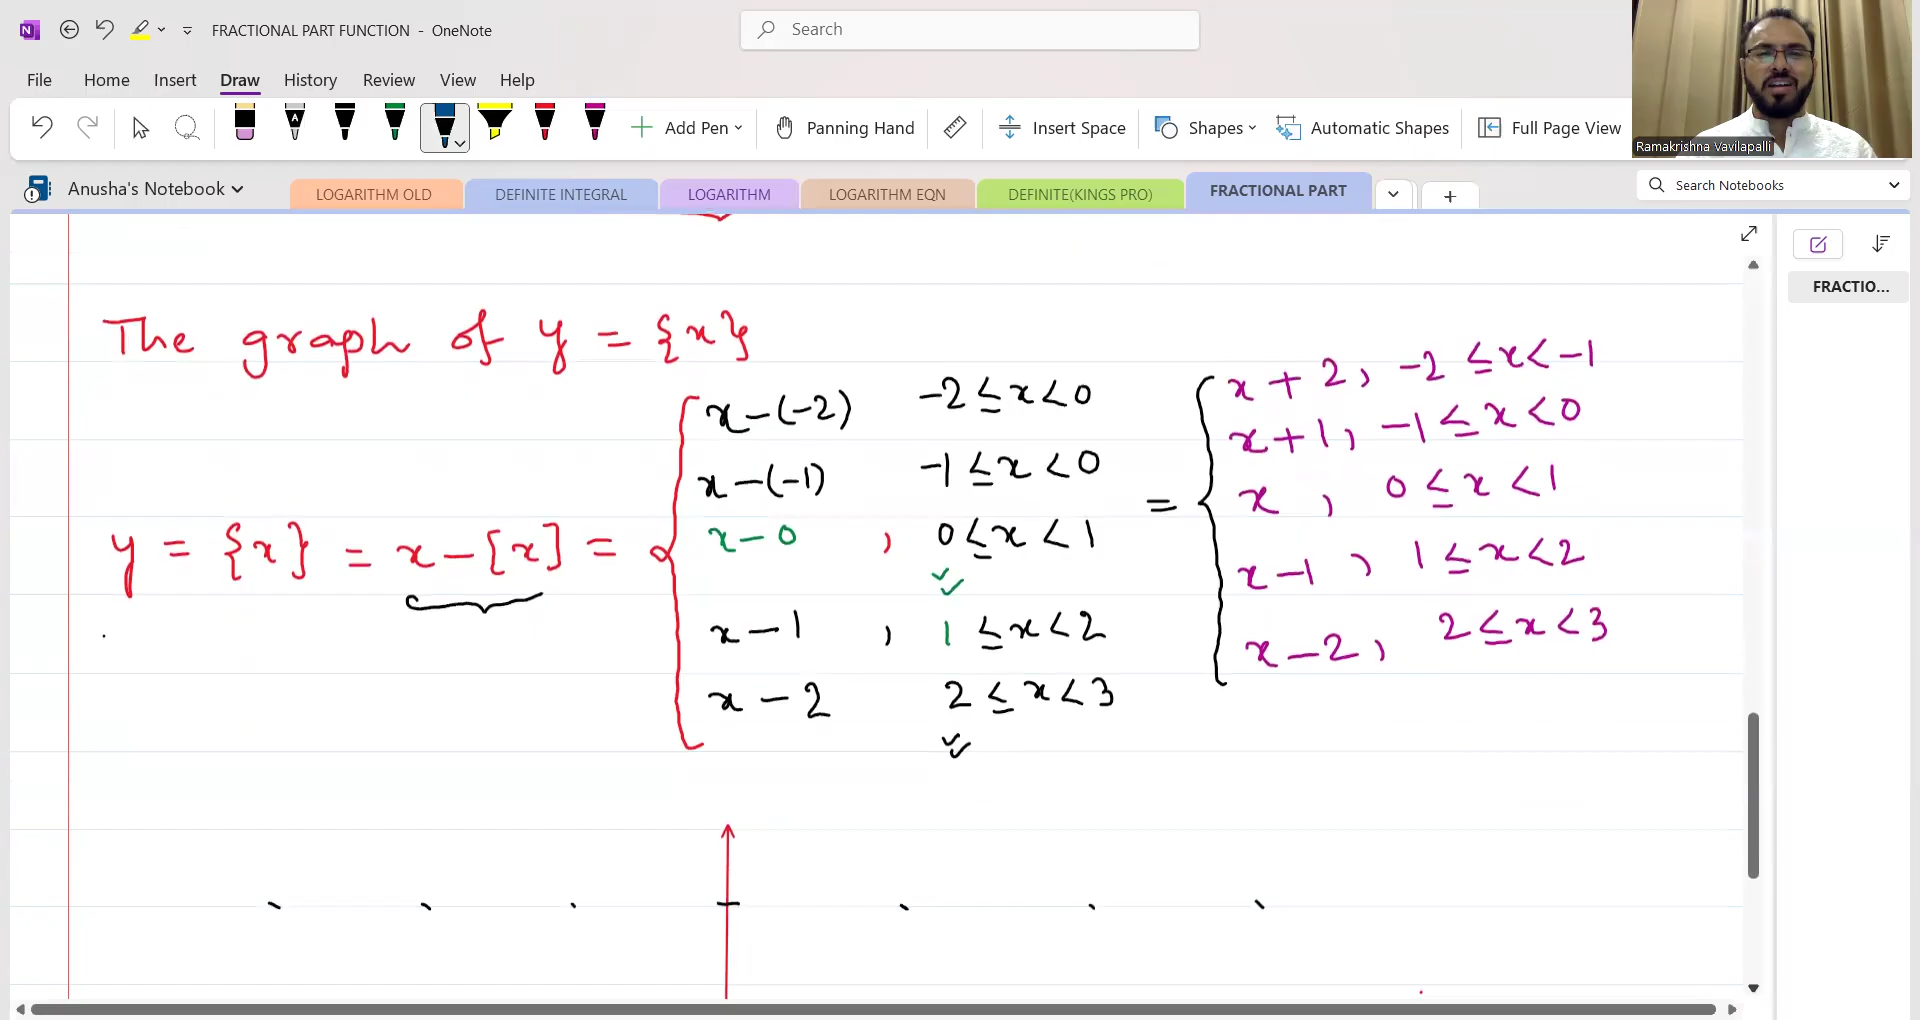 FRACTIONAL PART FUNCTION - OneNote
Search
File Home Insert Draw History Review View Help
Add Pen Panning Hand Insert Space Shapes Automatic Shapes Full Page View
Ramakrishna Vavilapalli
Anusha's Notebook LOGARITHM OLD DEFINITE INTEGRAL LOGARITHM LOGARITHM EQN DEFINITE(KINGS PRO) FRACTIONAL PART Search Notebooks
FRACTIO...
The graph of y = {x}
y = {x} = x - [x] =
x-(-2) -2 ≤ x < 0
x-(-1) -1 ≤ x < 0
x-0 , 0 ≤ x < 1
x-1 , 1 ≤ x < 2
x-2 2 ≤ x < 3
=
x+2, -2 ≤ x < -1
x+1, -1 ≤ x < 0
x , 0 ≤ x < 1
x-1 , 1 ≤ x < 2
x-2, 2 ≤ x < 3